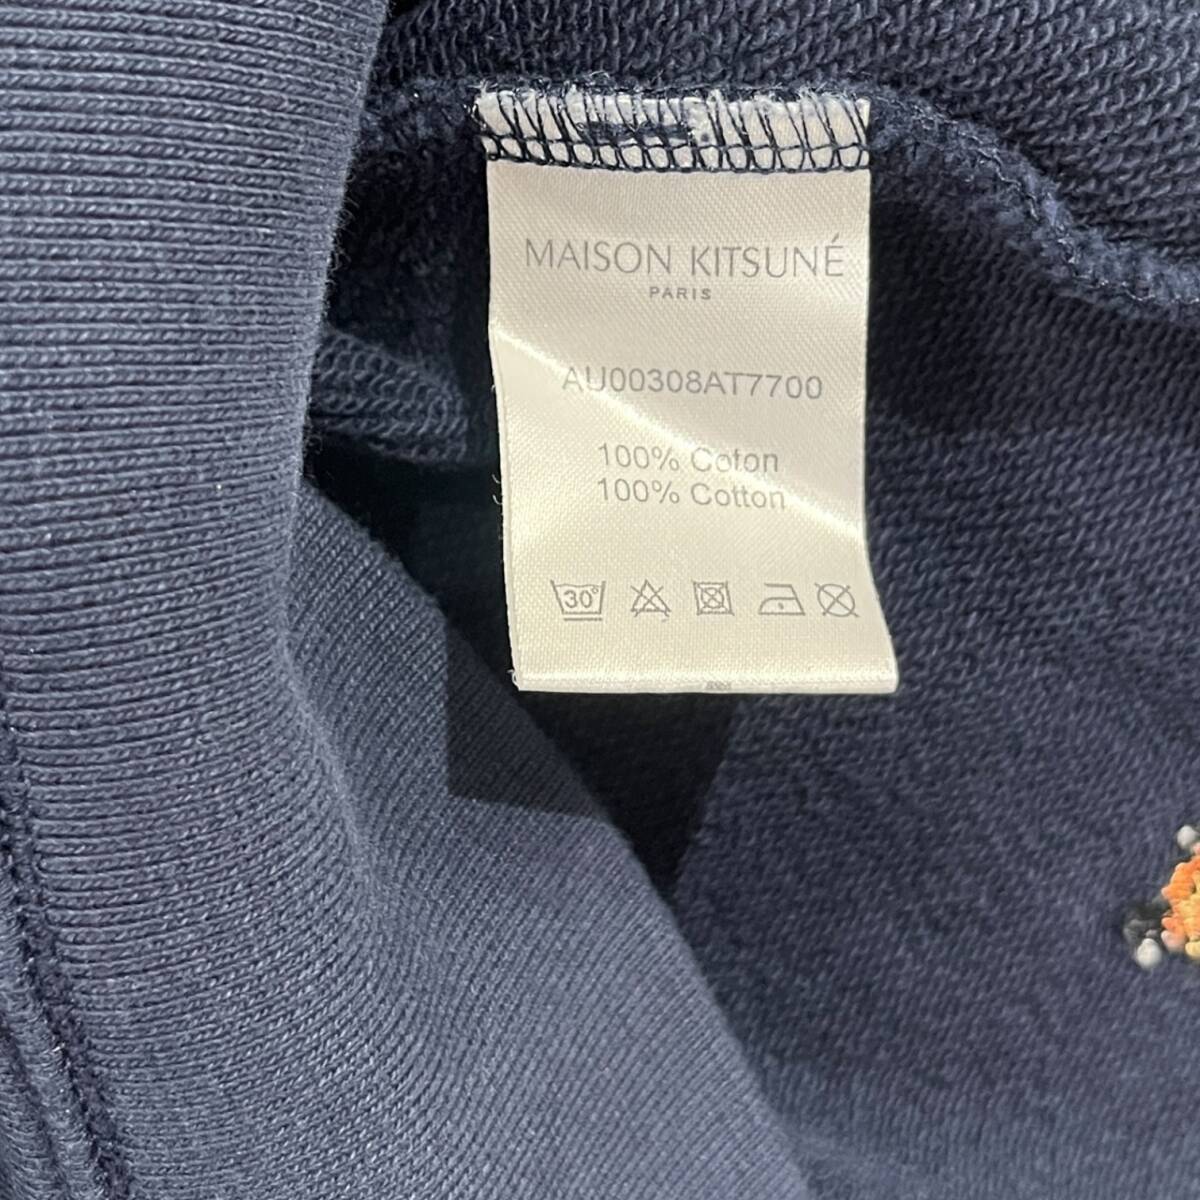 MAISON KITSUNÉ
PARIS
AU00308AT7700
100% Coton
100% Cotton
30°